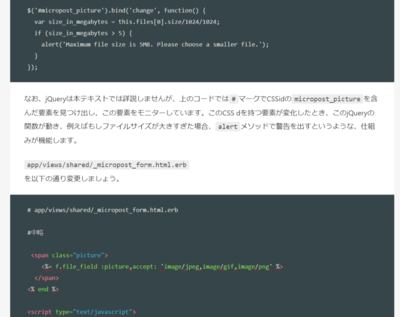 $('#micropost_picture').bind('change', function() {
var size_in_megabytes = this.files[0].size/1024/1024;
if (size_in_megabytes > 5) {
alert('Maximum file size is 5MB. Please choose a smaller file.');
}
});
なお、jQueryは本テキストでは詳説しませんが、上のコードでは # マークでCSSidの micropost_picture を含
んだ要素を見つけ出し、この要素をモニターしています。このCSS idを持つ要素が変化したとき、このjQueryの
関数が動き、例えばもしファイルサイズが大きすぎた場合、 alert メソッドで警告を出すというような、仕組
みが機能します。
app/views/shared/_micropost_form.html.erb
を以下の通り変更しましょう。
# app/views/shared/_micropost_form.html.erb
#中略
<span class="picture">
<%= f.file_field :picture,accept: 'image/jpeg,image/gif,image/png' %>
</span>
<% end %>
<script type="text/javascript">